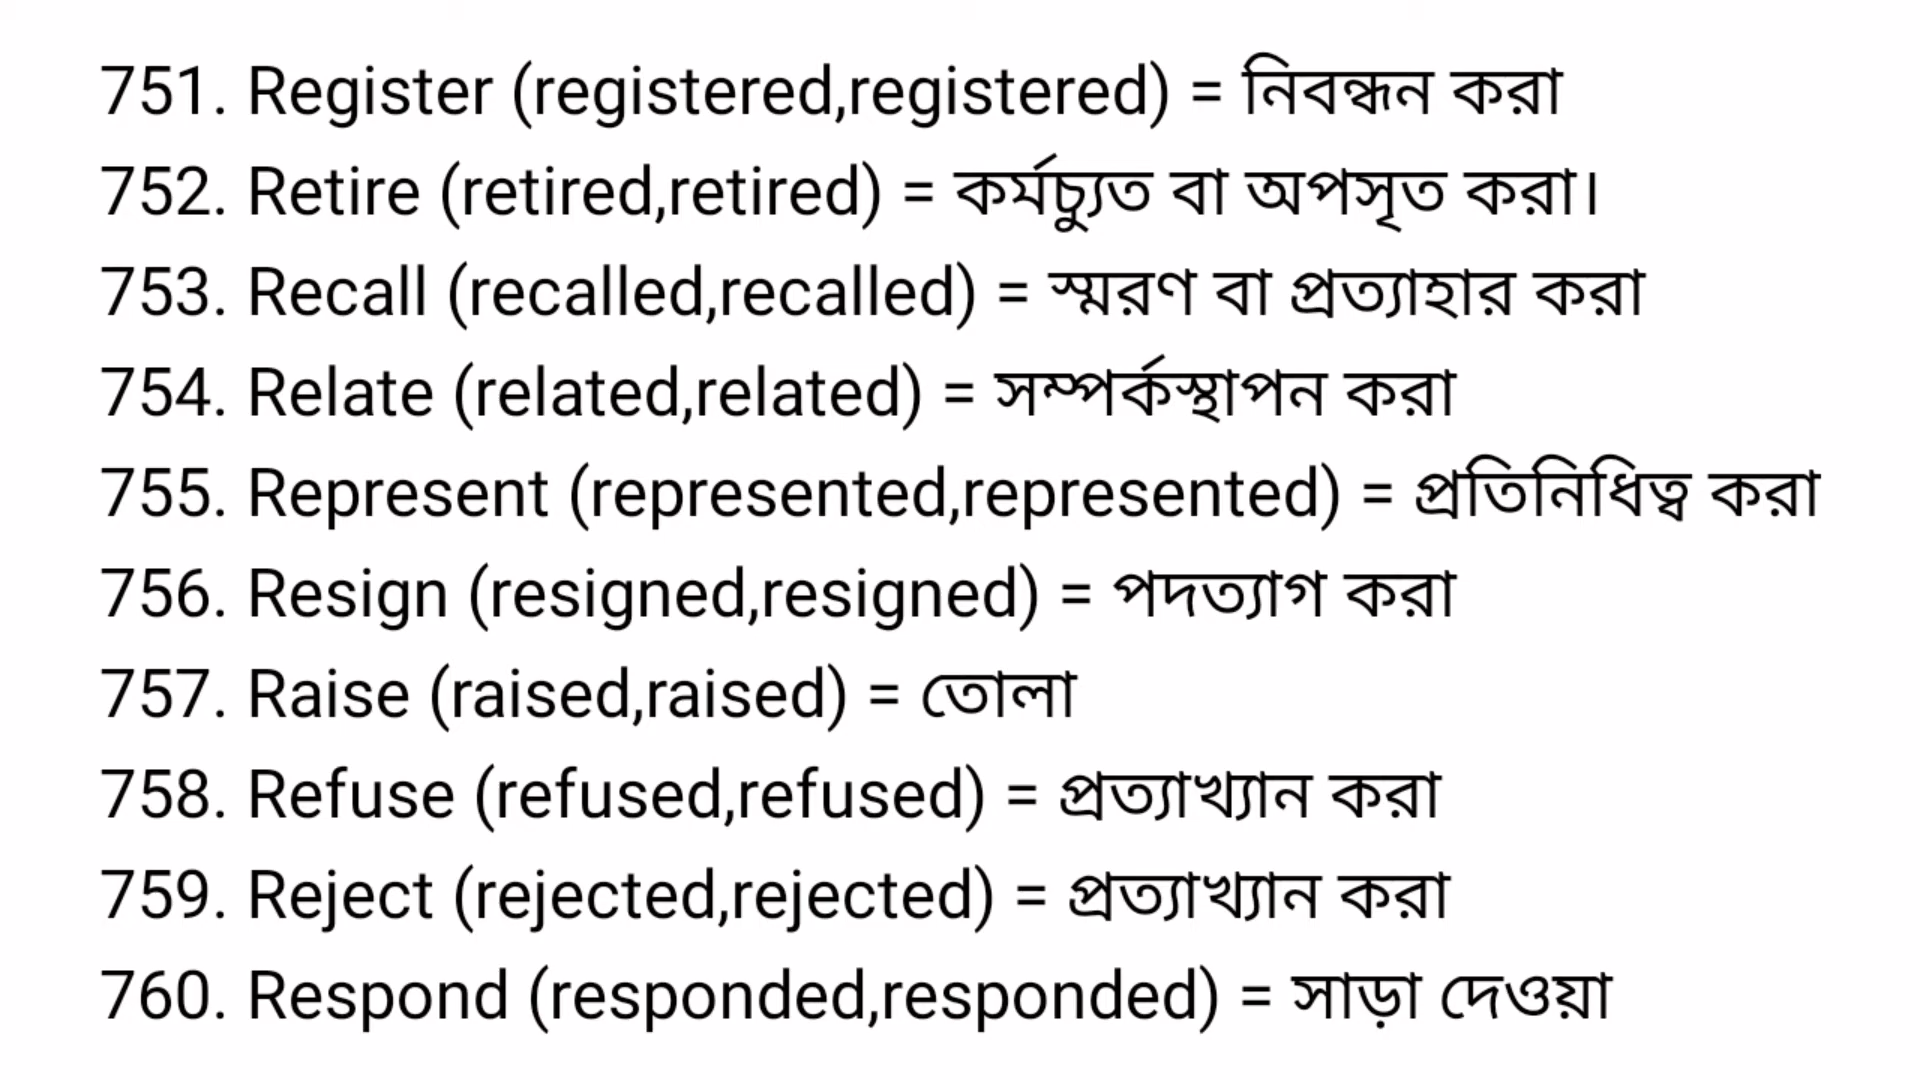 751. Register (registered,registered) = নিবন্ধন করা
752. Retire (retired,retired) = কর্মচ্যুত বা অপসৃত করা।
753. Recall (recalled,recalled) = স্মরণ বা প্রত্যাহার করা
754. Relate (related,related) = সম্পর্কস্থাপন করা
755. Represent (represented,represented) = প্রতিনিধিত্ব করা
756. Resign (resigned,resigned) = পদত্যাগ করা
757. Raise (raised,raised) = তোলা
758. Refuse (refused,refused) = প্রত্যাখ্যান করা
759. Reject (rejected,rejected) = প্রত্যাখ্যান করা
760. Respond (responded,responded) = সাড়া দেওয়া